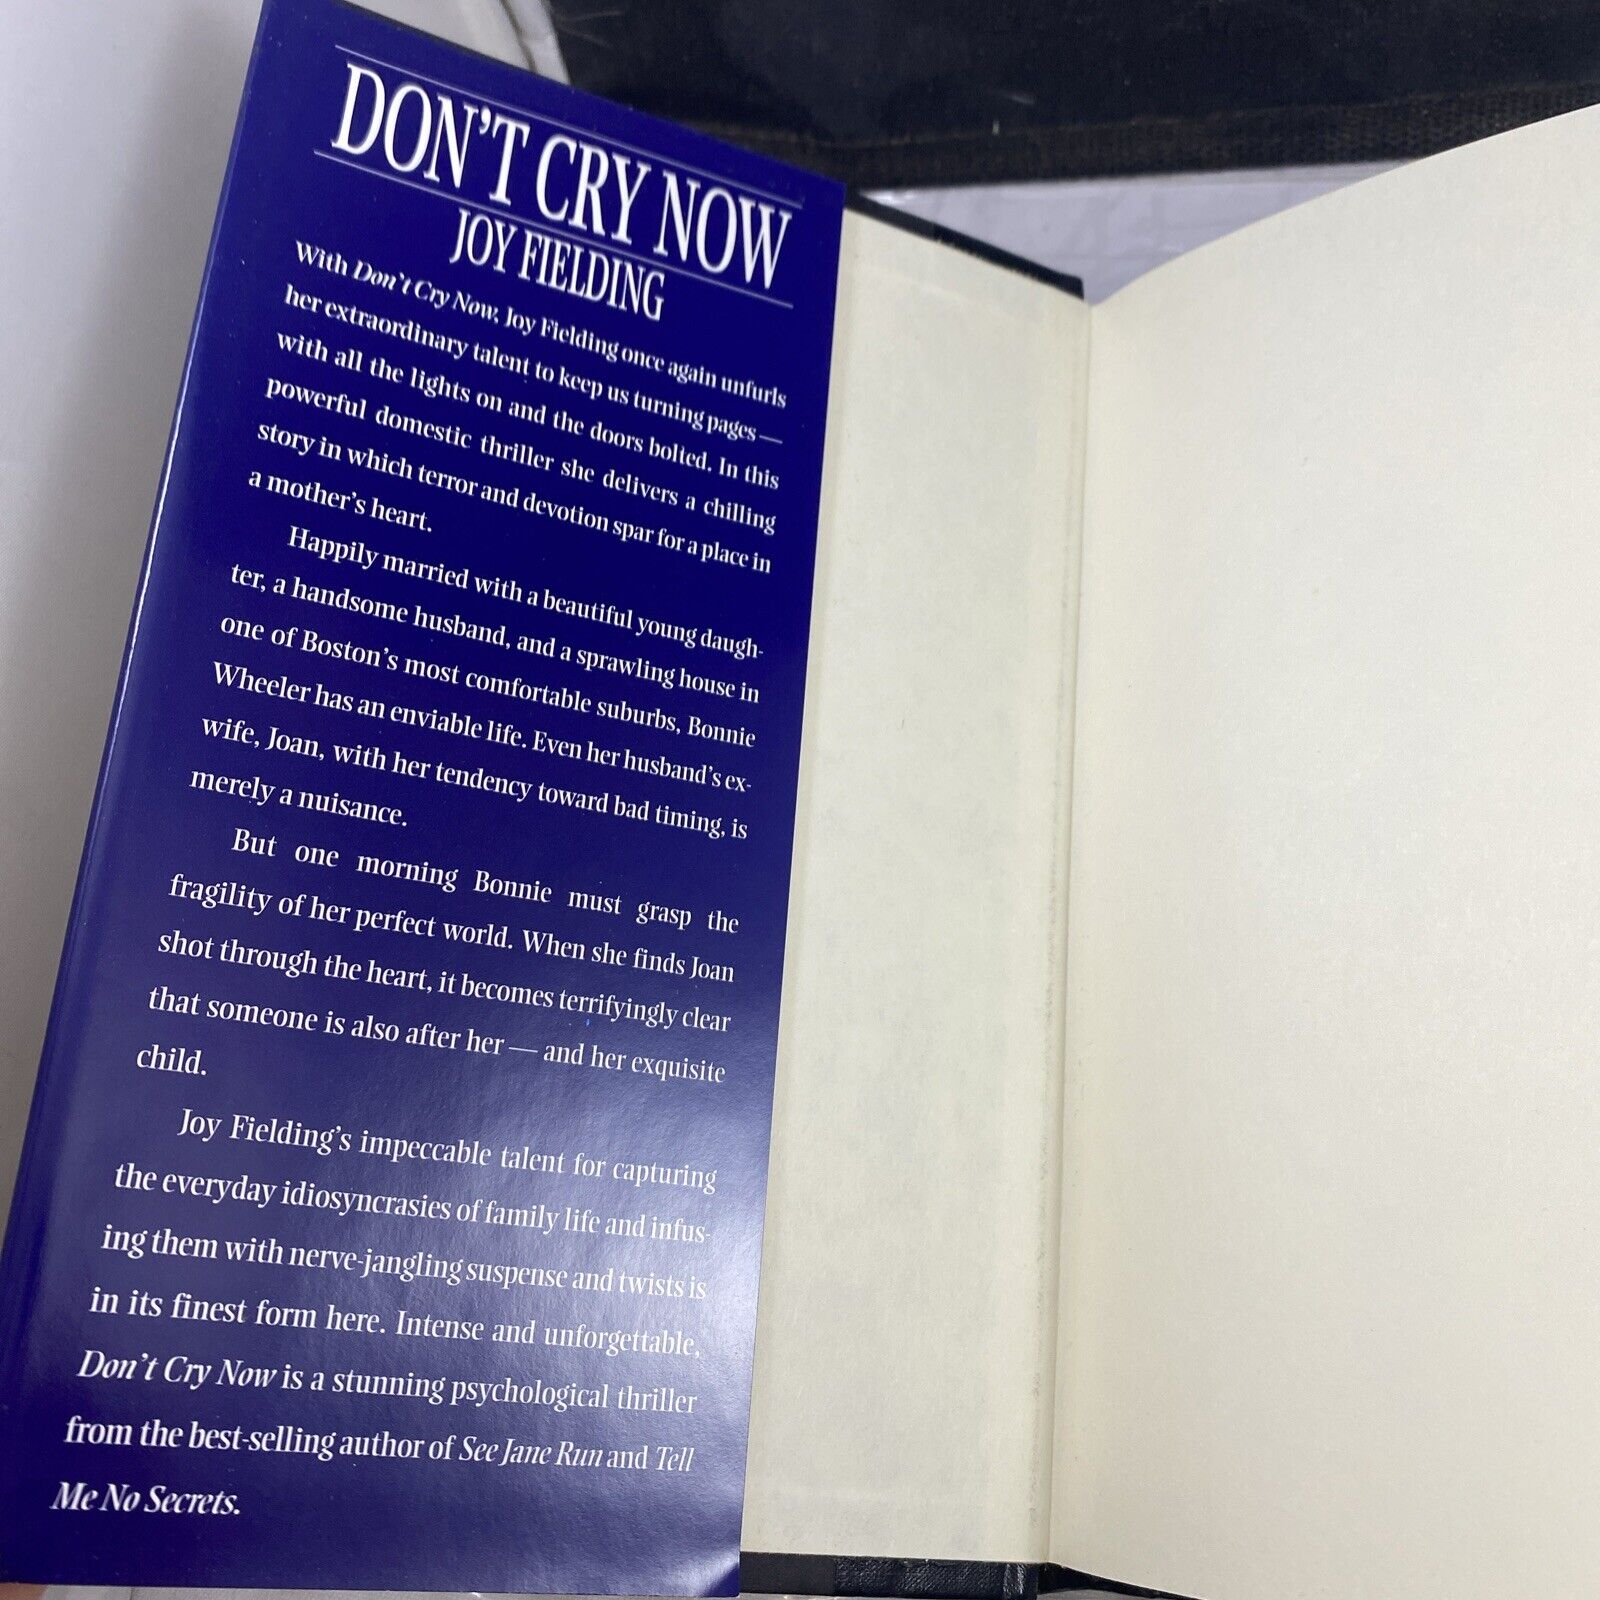 DON'T CRY NOW
JOY FIELDING
With Don't Cry Now, Joy Fielding once again unfurls
her extraordinary talent to keep us turning pages —
with all the lights on and the doors bolted. In this
powerful domestic thriller she delivers a chilling
story in which terror and devotion spar for a place in
a mother's heart.
Happily married with a beautiful young daugh-
ter, a handsome husband, and a sprawling house in
one of Boston's most comfortable suburbs, Bonnie
Wheeler has an enviable life. Even her husband's ex-
wife, Joan, with her tendency toward bad timing, is
merely a nuisance.
But one morning Bonnie must grasp the
fragility of her perfect world. When she finds Joan
shot through the heart, it becomes terrifyingly clear
that someone is also after her — and her exquisite
child.
Joy Fielding's impeccable talent for capturing
the everyday idiosyncrasies of family life and infus-
ing them with nerve-jangling suspense and twists is
in its finest form here. Intense and unforgettable,
Don't Cry Now is a stunning psychological thriller
from the best-selling author of See Jane Run and Tell
Me No Secrets.